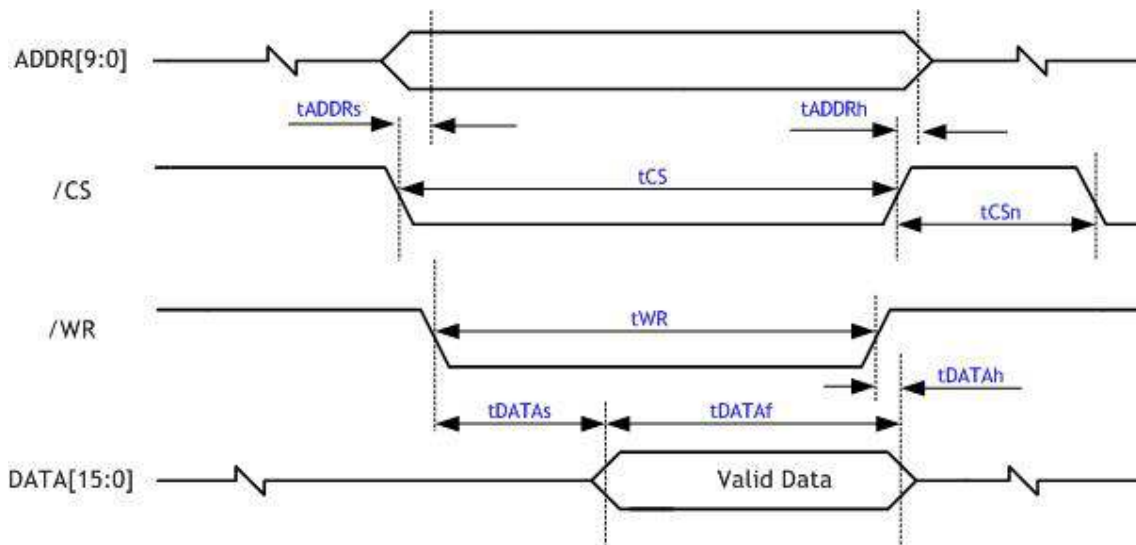 ADDR[9:0]
tADDRs
tADDRh
/CS
tCS
tCSn
/WR
tWR
tDATAh
tDATAs
tDATAf
DATA[15:0]
Valid Data